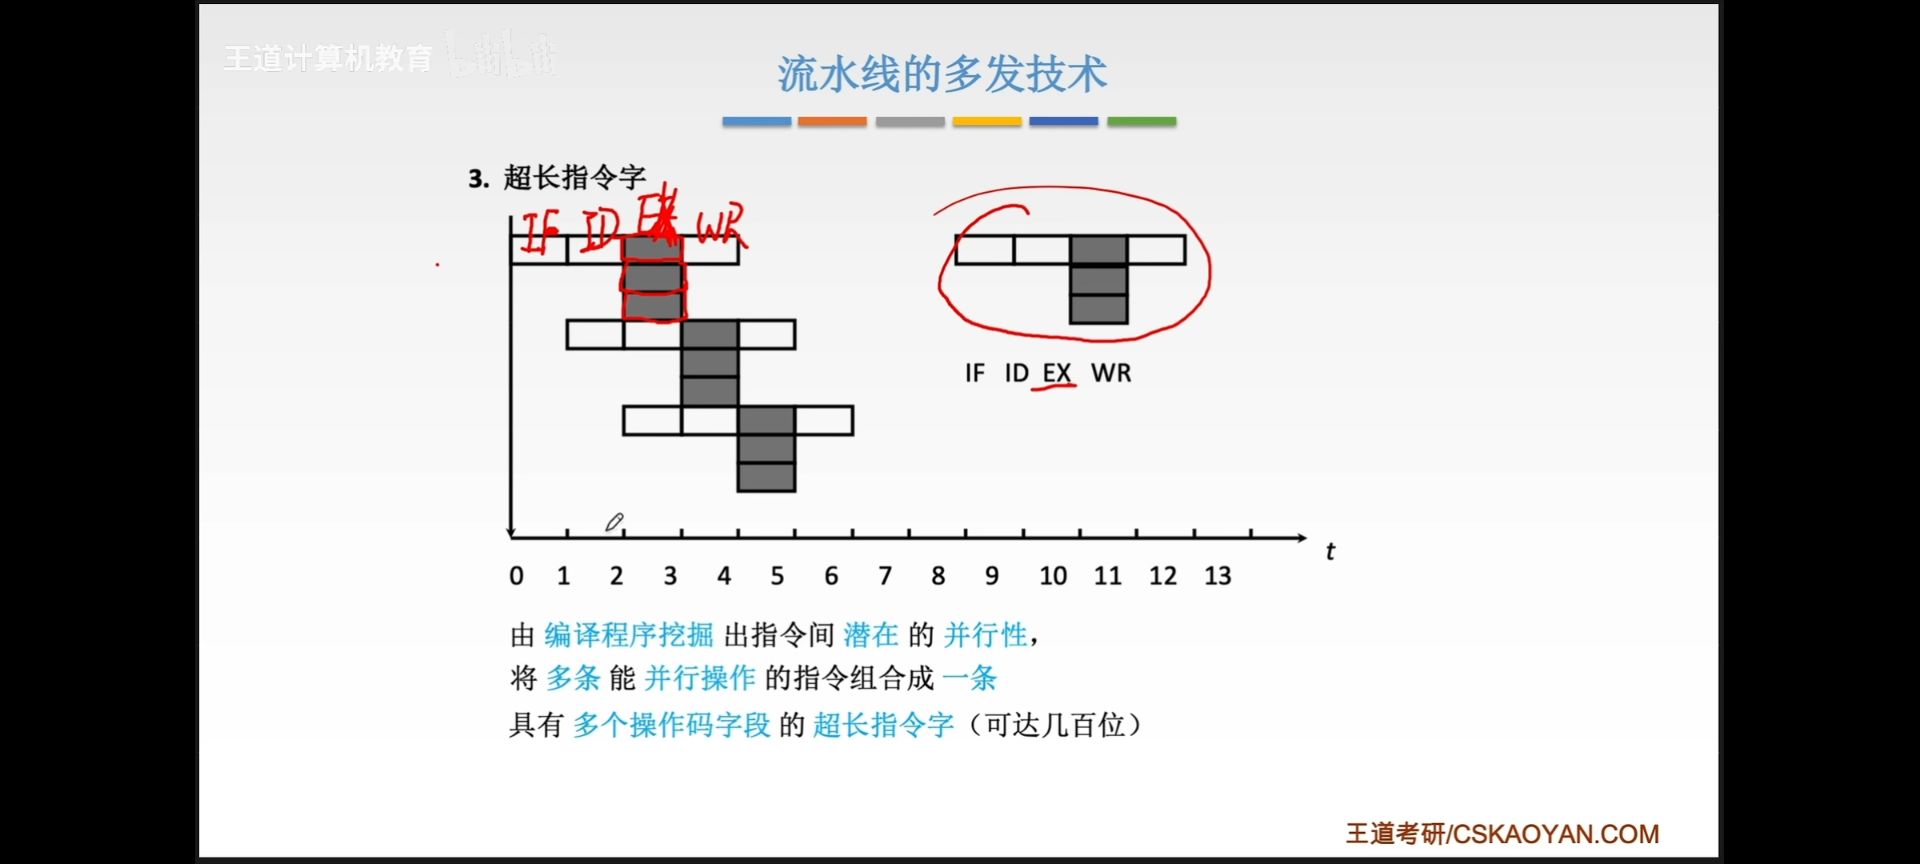 王道计算机教育 bilibili
流水线的多发技术
3. 超长指令字
IF ID EX WR
IF ID EX WR
t
0 1 2 3 4 5 6 7 8 9 10 11 12 13
由 编译程序挖掘 出指令间 潜在 的 并行性，
将 多条 能 并行操作 的指令组合成 一条
具有 多个操作码字段 的 超长指令字（可达几百位）
王道考研/CSKAOYAN.COM